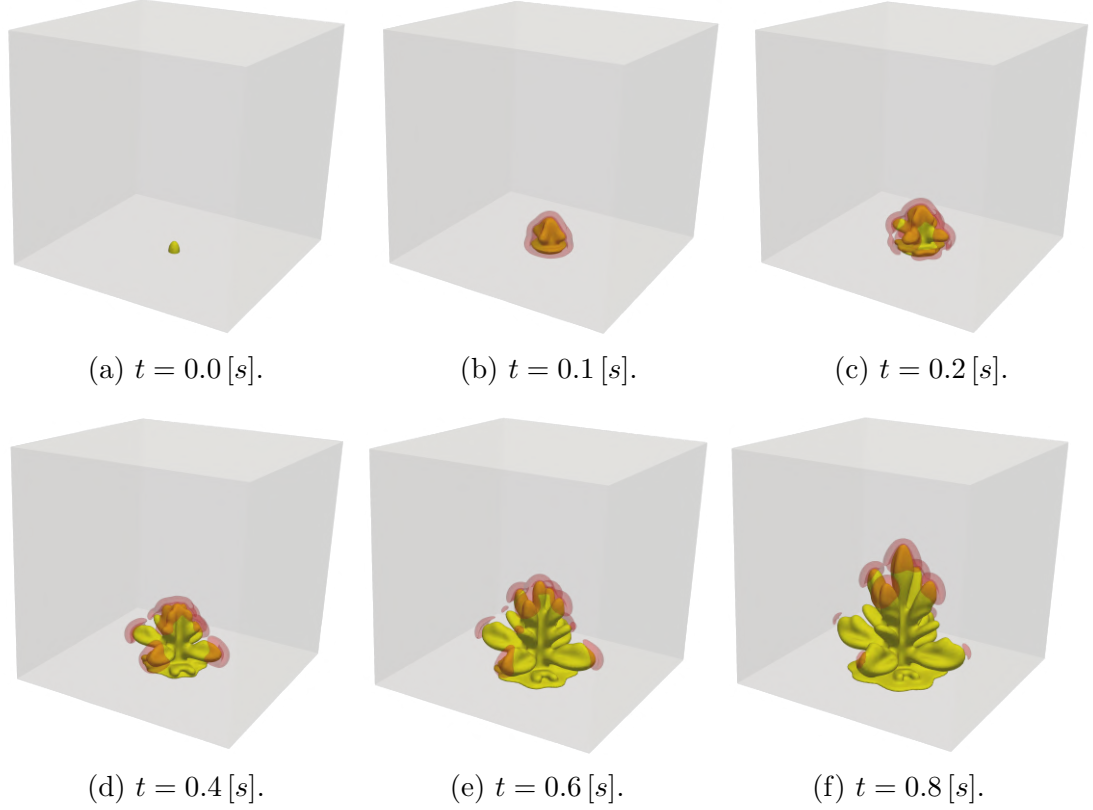 (a) t = 0.0 [s].
(b) t = 0.1 [s].
(c) t = 0.2 [s].
(d) t = 0.4 [s].
(e) t = 0.6 [s].
(f) t = 0.8 [s].